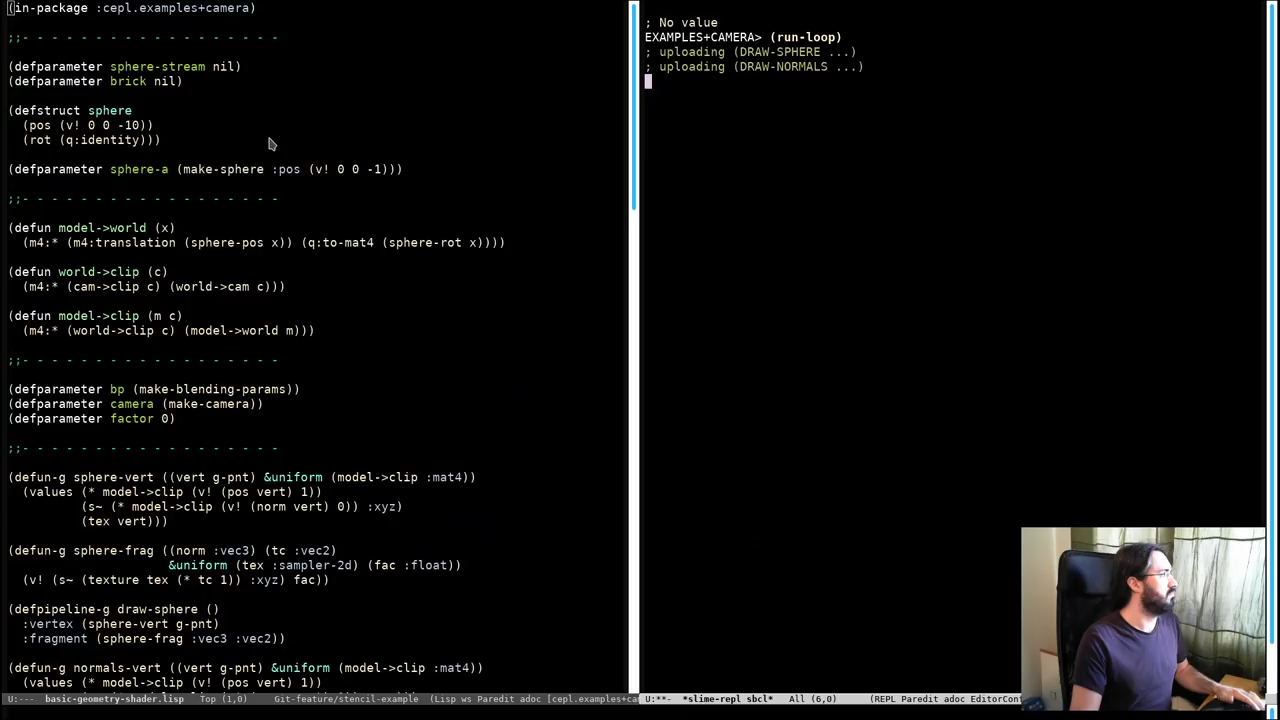 (in-package :cepl.examples+camera)
;;- - - - - - - - - - - - - - - - - -
(defparameter sphere-stream nil)
(defparameter brick nil)
(defstruct sphere
(pos (v! 0 0 -10))
(rot (q:identity)))
(defparameter sphere-a (make-sphere :pos (v! 0 0 -1)))
;;- - - - - - - - - - - - - - - - - -
(defun model->world (x)
(m4:* (m4:translation (sphere-pos x)) (q:to-mat4 (sphere-rot x))))
(defun world->clip (c)
(m4:* (cam->clip c) (world->cam c)))
(defun model->clip (m c)
(m4:* (world->clip c) (model->world m)))
;;- - - - - - - - - - - - - - - - - -
(defparameter bp (make-blending-params))
(defparameter camera (make-camera))
(defparameter factor 0)
;;- - - - - - - - - - - - - - - - - -
(defun-g sphere-vert ((vert g-pnt) &uniform (model->clip :mat4))
(values (* model->clip (v! (pos vert) 1))
(s~ (* model->clip (v! (norm vert) 0)) :xyz)
(tex vert)))
(defun-g sphere-frag ((norm :vec3) (tc :vec2)
&uniform (tex :sampler-2d) (fac :float))
(v! (s~ (texture tex (* tc 1)) :xyz) fac))
(defpipeline-g draw-sphere ()
:vertex (sphere-vert g-pnt)
:fragment (sphere-frag :vec3 :vec2))
(defun-g normals-vert ((vert g-pnt) &uniform (model->clip :mat4))
(values (* model->clip (v! (pos vert) 1))
U:--- basic-geometry-shader.lisp Top (1,0) Git-feature/stencil-example (Lisp ws Paredit adoc [cepl.examples+ca
; No value
EXAMPLES+CAMERA> (run-loop)
; uploading (DRAW-SPHERE ...)
; uploading (DRAW-NORMALS ...)
U:**- *slime-repl sbcl* All (6,0) (REPL Paredit adoc EditorConf